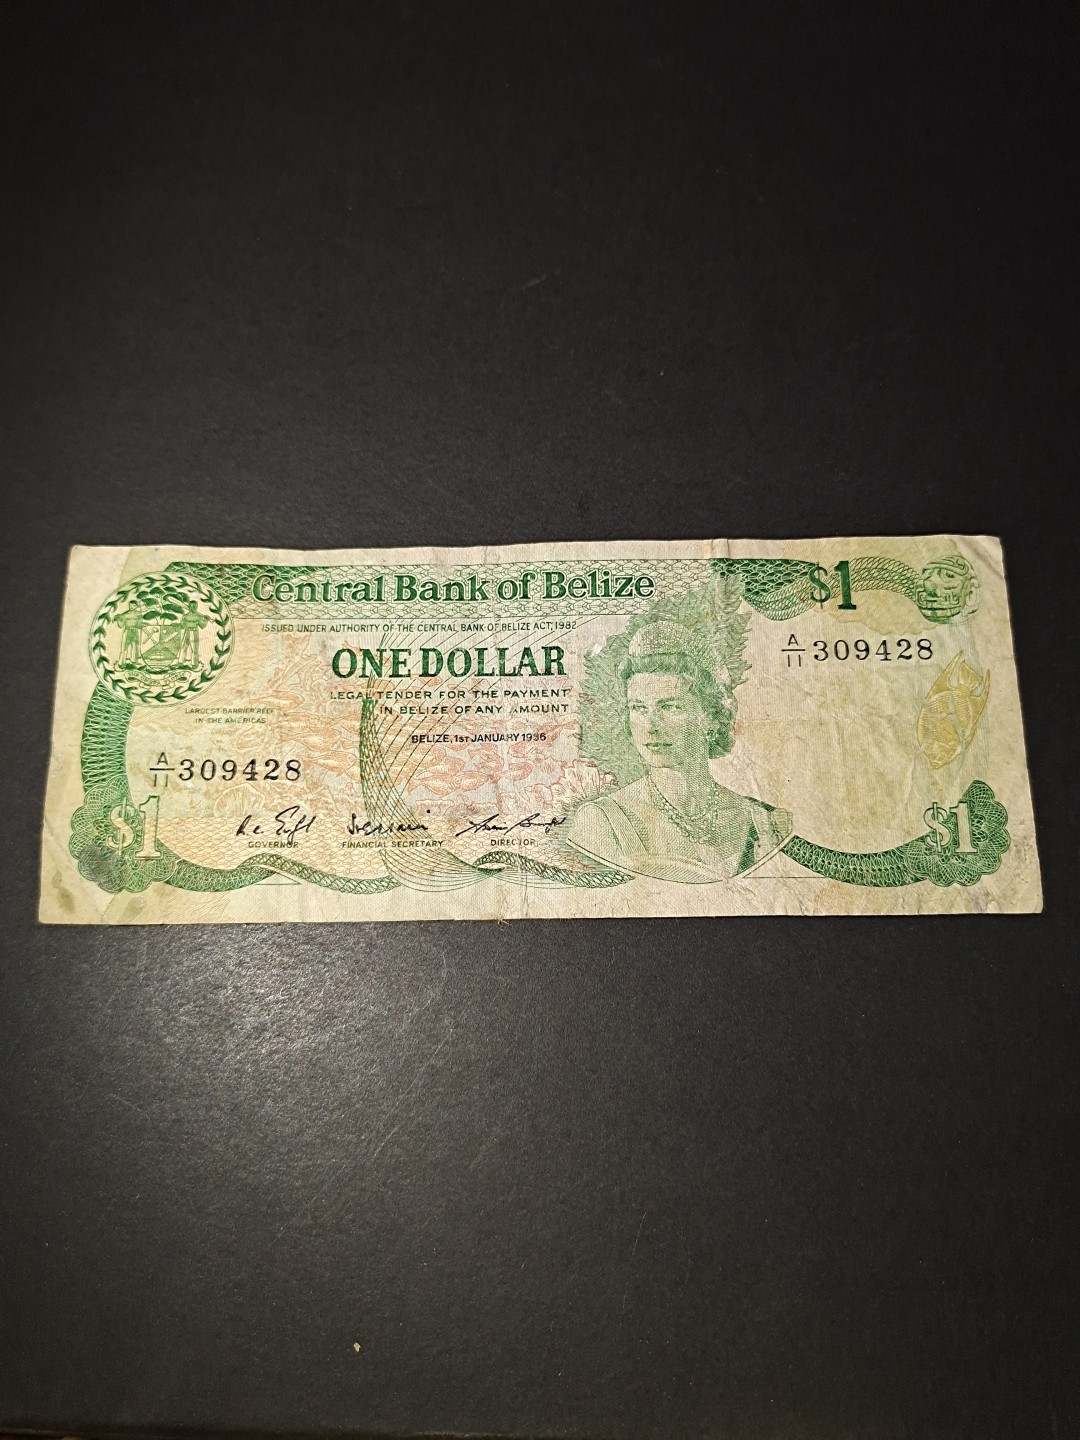 Central Bank of Belize
$1
ISSUED UNDER AUTHORITY OF THE CENTRAL BANK OF BELIZE ACT, 1982
ONE DOLLAR
A/11 309428
LEGAL TENDER FOR THE PAYMENT
IN BELIZE OF ANY AMOUNT
LARGEST BARRIER REEF
IN THE AMERICAS
BELIZE, 1ST JANUARY 1986
A/11 309428
$1
$1
GOVERNOR
FINANCIAL SECRETARY
DIRECTOR